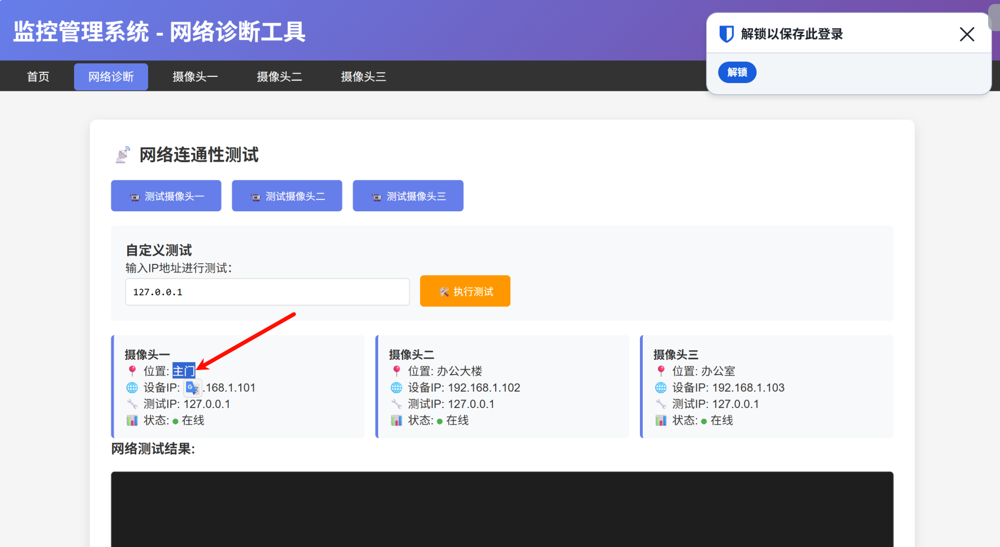 监控管理系统 - 网络诊断工具
解锁以保存此登录
解锁
首页
网络诊断
摄像头一
摄像头二
摄像头三
网络连通性测试
测试摄像头一
测试摄像头二
测试摄像头三
自定义测试
输入IP地址进行测试：
127.0.0.1
执行测试
摄像头一
位置: 主门
设备IP: .168.1.101
测试IP: 127.0.0.1
状态: 在线
摄像头二
位置: 办公大楼
设备IP: 192.168.1.102
测试IP: 127.0.0.1
状态: 在线
摄像头三
位置: 办公室
设备IP: 192.168.1.103
测试IP: 127.0.0.1
状态: 在线
网络测试结果: